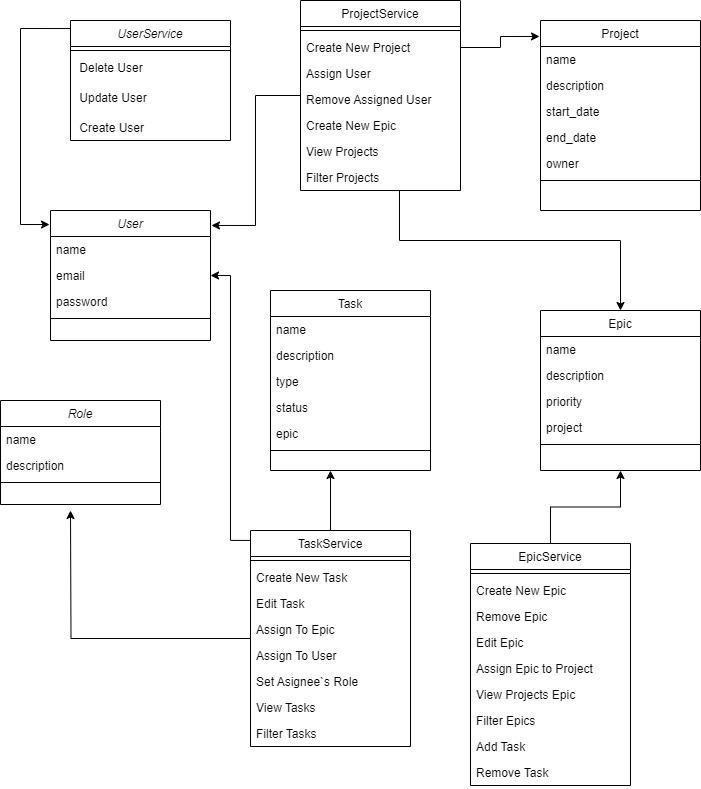 UserService
Delete User
Update User
Create User
ProjectService
Create New Project
Assign User
Remove Assigned User
Create New Epic
View Projects
Filter Projects
Project
name
description
start_date
end_date
owner
User
name
email
password
Task
name
description
type
status
epic
Epic
name
description
priority
project
Role
name
description
TaskService
Create New Task
Edit Task
Assign To Epic
Assign To User
Set Asignee`s Role
View Tasks
Filter Tasks
EpicService
Create New Epic
Remove Epic
Edit Epic
Assign Epic to Project
View Projects Epic
Filter Epics
Add Task
Remove Task